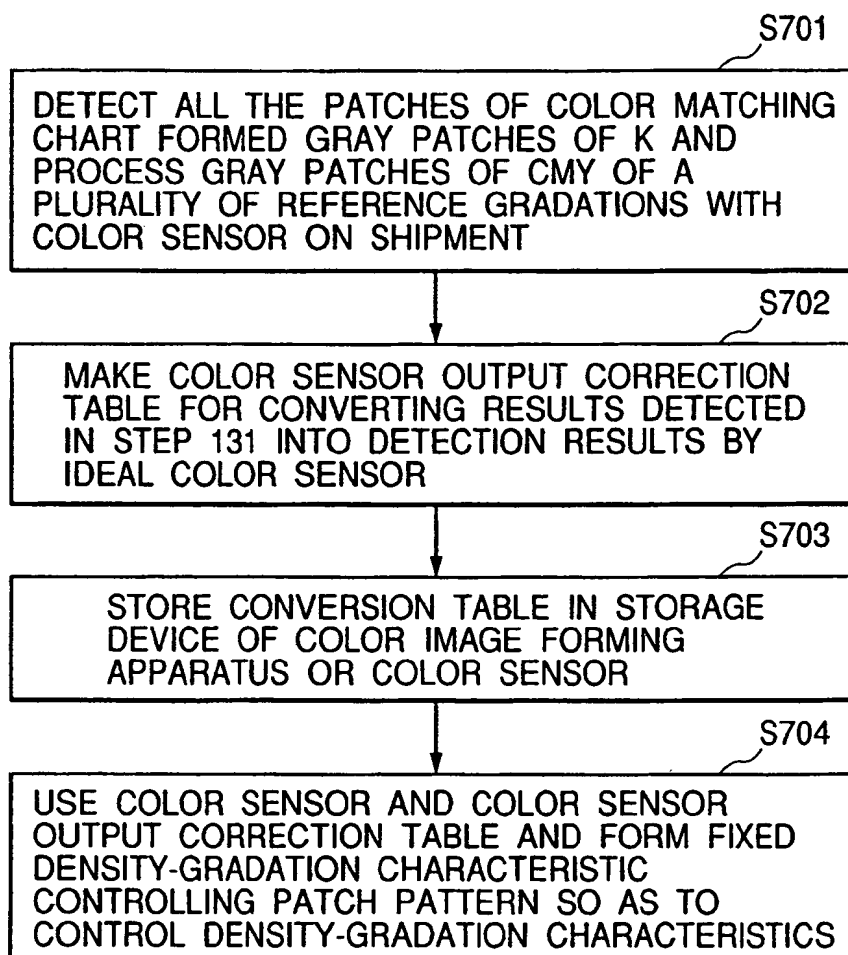 S701
DETECT ALL THE PATCHES OF COLOR MATCHING
CHART FORMED GRAY PATCHES OF K AND
PROCESS GRAY PATCHES OF CMY OF A
PLURALITY OF REFERENCE GRADATIONS WITH
COLOR SENSOR ON SHIPMENT
S702
MAKE COLOR SENSOR OUTPUT CORRECTION
TABLE FOR CONVERTING RESULTS DETECTED
IN STEP 131 INTO DETECTION RESULTS BY
IDEAL COLOR SENSOR
S703
STORE CONVERSION TABLE IN STORAGE
DEVICE OF COLOR IMAGE FORMING
APPARATUS OR COLOR SENSOR
S704
USE COLOR SENSOR AND COLOR SENSOR
OUTPUT CORRECTION TABLE AND FORM FIXED
DENSITY-GRADATION CHARACTERISTIC
CONTROLLING PATCH PATTERN SO AS TO
CONTROL DENSITY-GRADATION CHARACTERISTICS